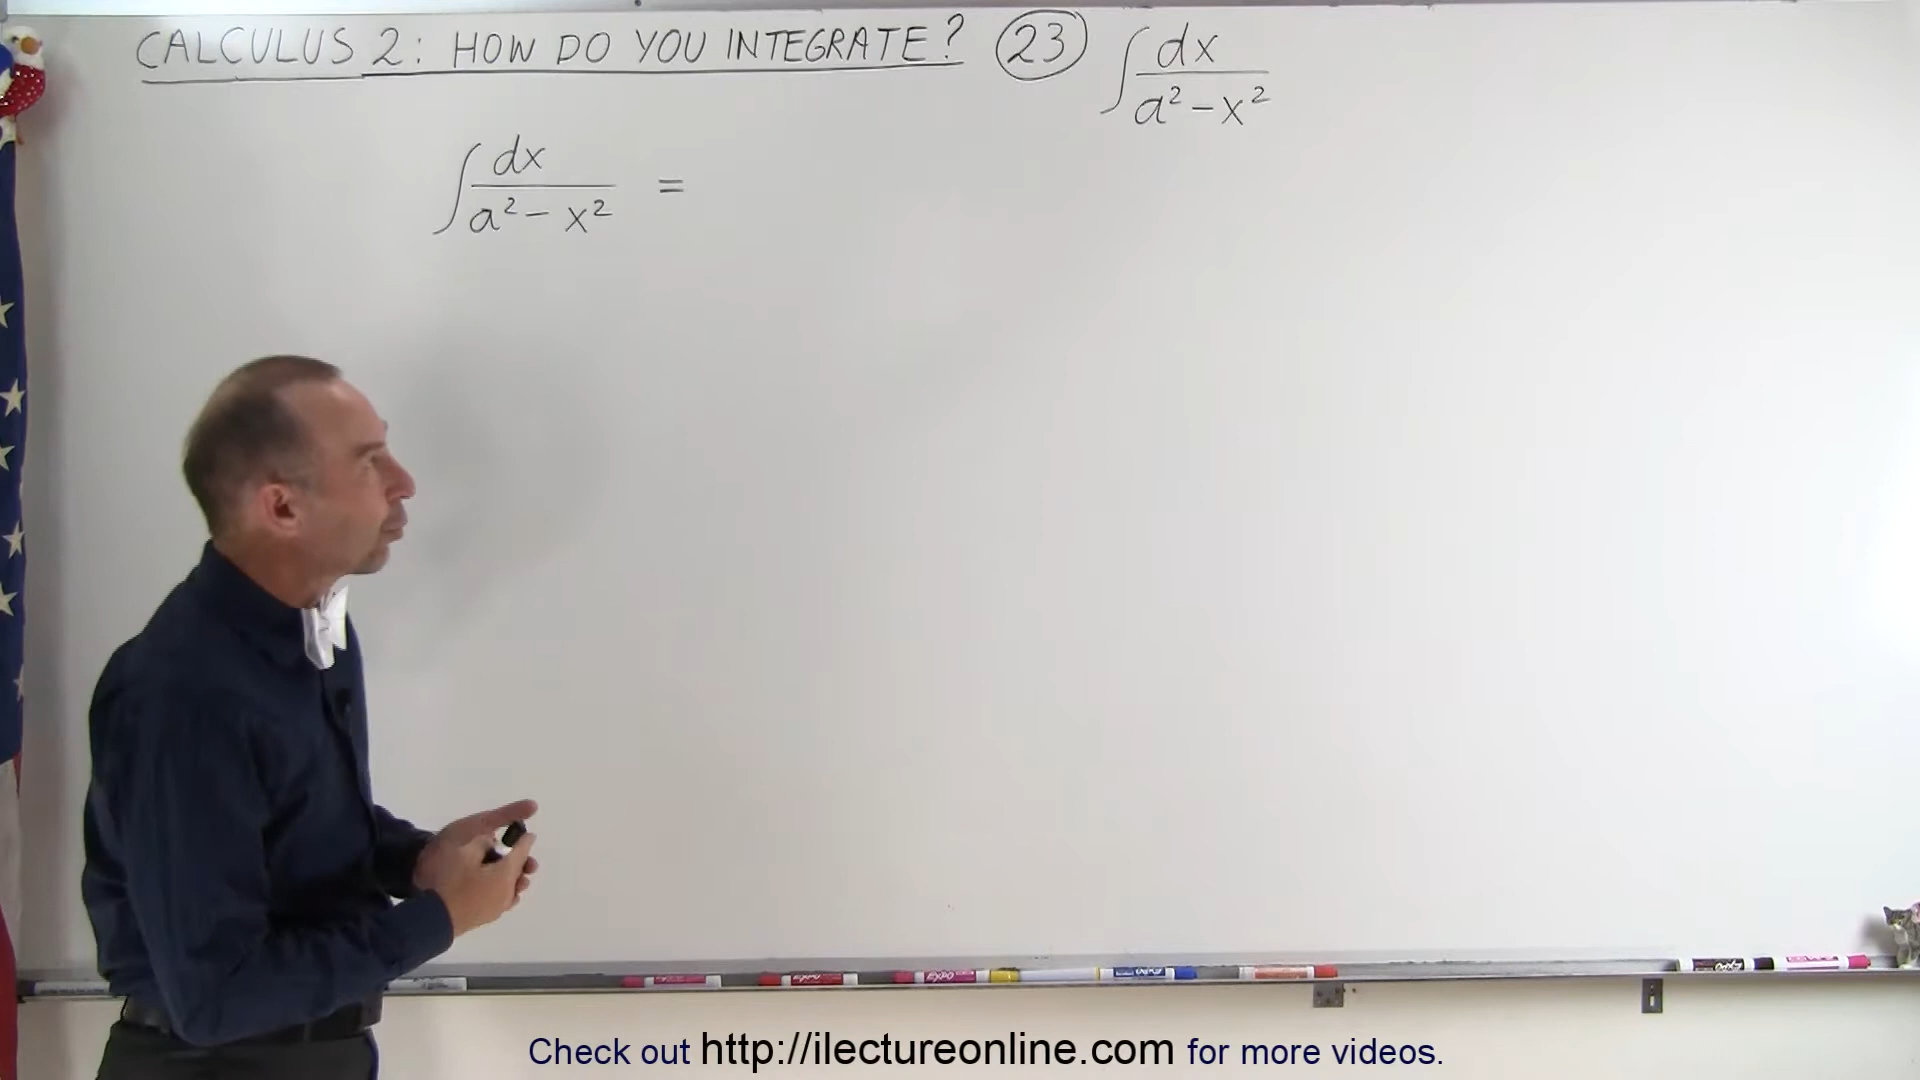 CALCULUS 2: HOW DO YOU INTEGRATE? 23 ∫ dx / a² - x²
∫ dx / a² - x² =
Check out http://ilectureonline.com for more videos.